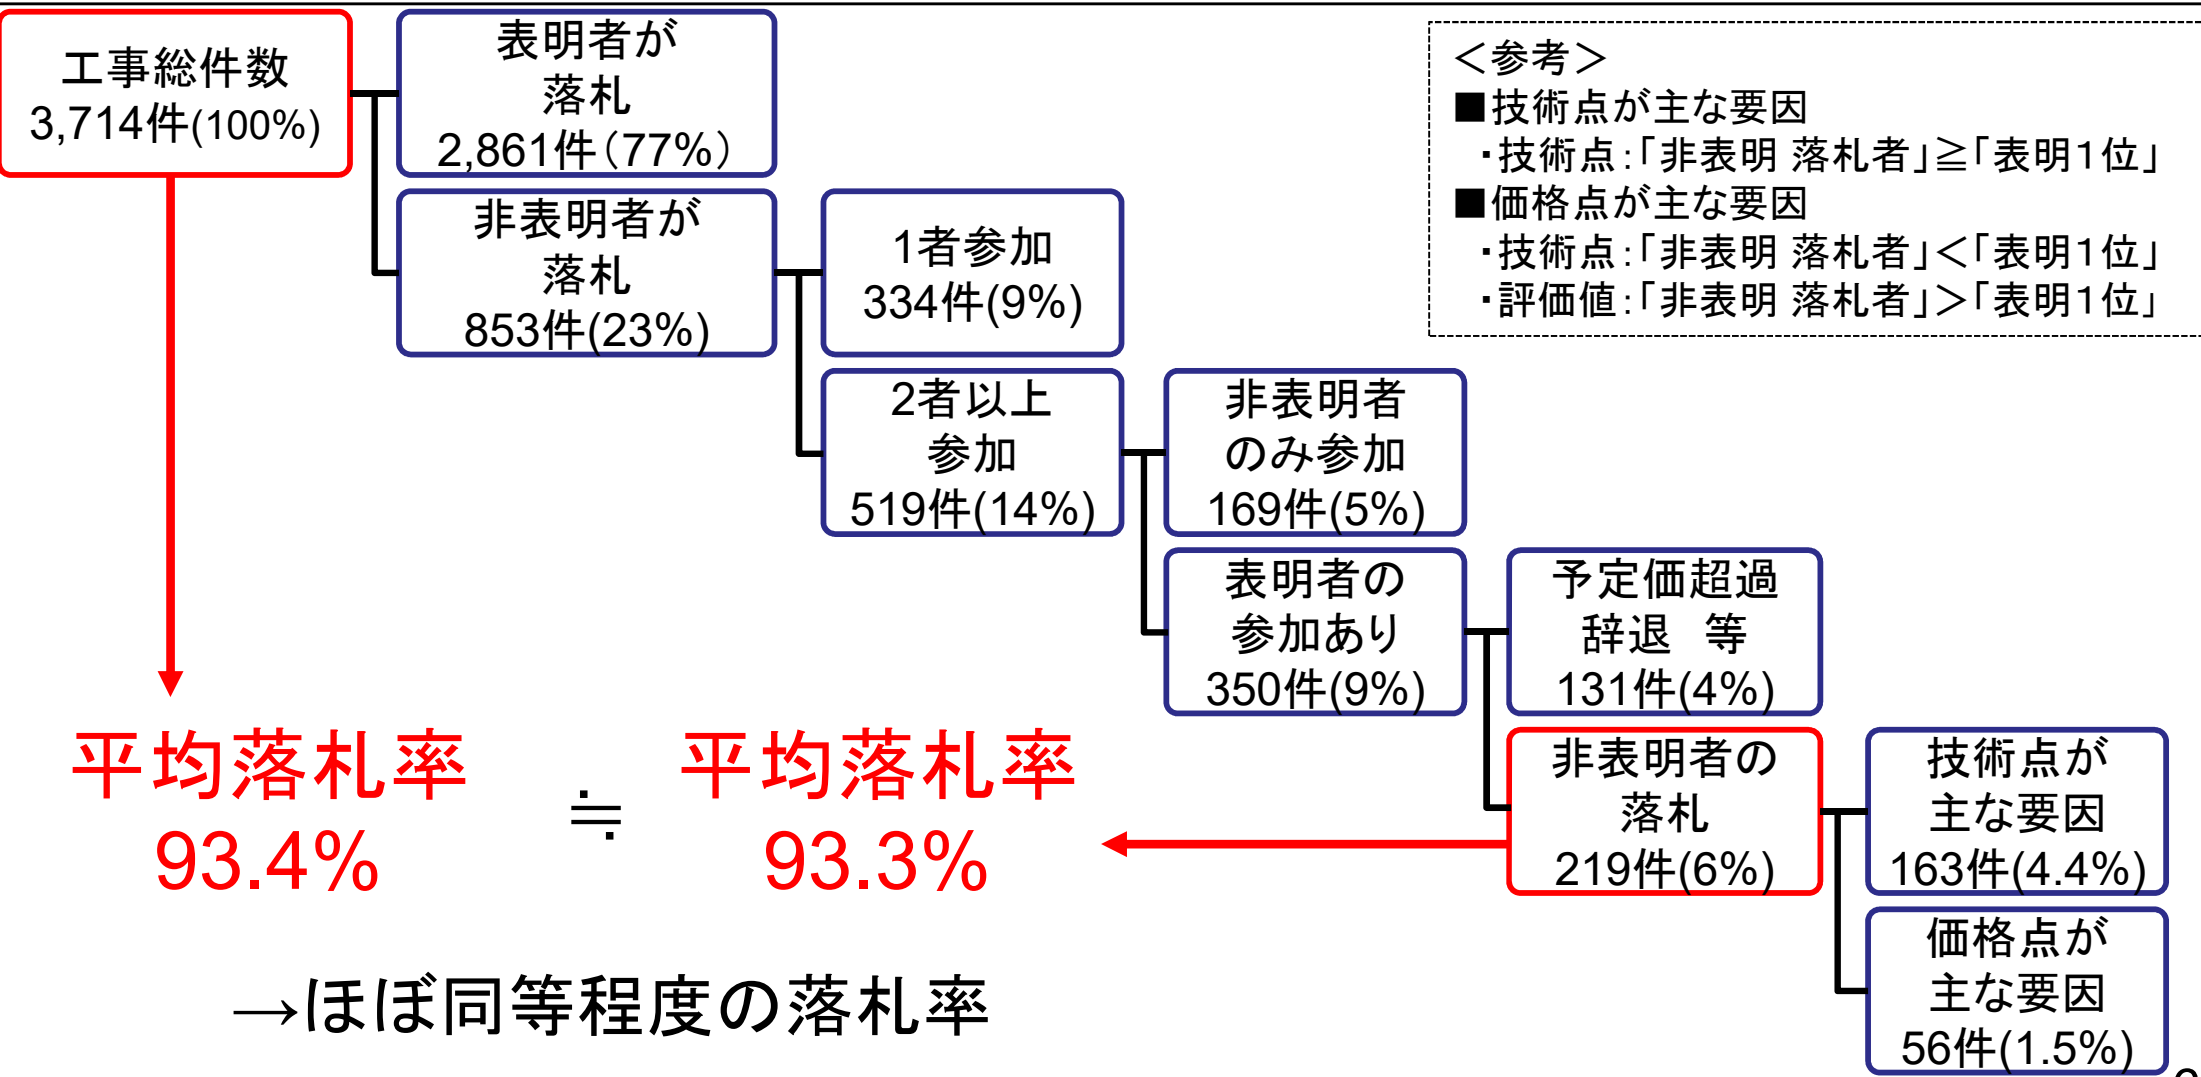 工事総件数
3,714件(100%)
表明者が
落札
2,861件(77%)
非表明者が
落札
853件(23%)
1者参加
334件(9%)
2者以上
参加
519件(14%)
非表明者
のみ参加
169件(5%)
表明者の
参加あり
350件(9%)
予定価超過
辞退　等
131件(4%)
非表明者の
落札
219件(6%)
技術点が
主な要因
163件(4.4%)
価格点が
主な要因
56件(1.5%)
＜参考＞
■技術点が主な要因
・技術点：「非表明 落札者」≧「表明１位」
■価格点が主な要因
・技術点：「非表明 落札者」＜「表明１位」
・評価値：「非表明 落札者」＞「表明１位」
平均落札率
93.4%
≒
平均落札率
93.3%
→ほぼ同等程度の落札率